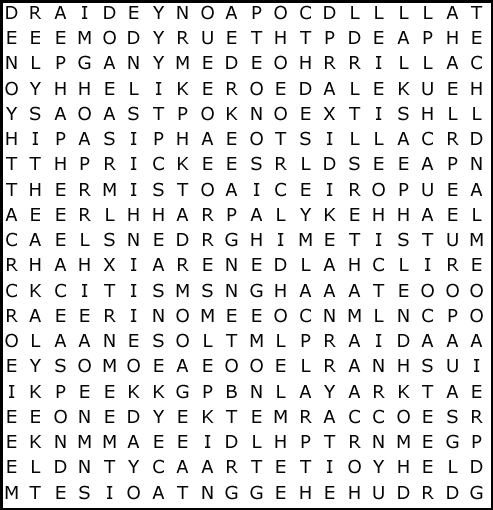 D R A I D E Y N O A P O C D L L L L A T
E E E M O D Y R U E T H T P D E A P H E
N L P G A N Y M E D E O H R R I L L A C
O Y H H E L I K E R O E D A L E K U E H
Y S A O A S T P O K N O E X T I S H L L
H I P A S I P H A E O T S I L L A C R D
T T H P R I C K E E S R L D S E E A P N
T H E R M I S T O A I C E I R O P U E A
A E E R L H H A R P A L Y K E H H A E L
C A E L S N E D R G H I M E T I S T U M
R H A H X I A R E N E D L A H C L I R E
C K C I T I S M S N G H A A A T E O O O
R A E E R I N O M E E O C N M L N C P O
O L A A N E S O L T M L P R A I D A A A
E Y S O M O E A E O O E L R A N H S U I
I K P E E K K G P B N L A Y A R K T A E
E E O N E D Y E K T E M R A C C O E S R
E K N M M A E E I D L H P T R N M E G P
E L D N T Y C A A R T E T I O Y H E L D
M T E S I O A T N G G E H E H U D R D G